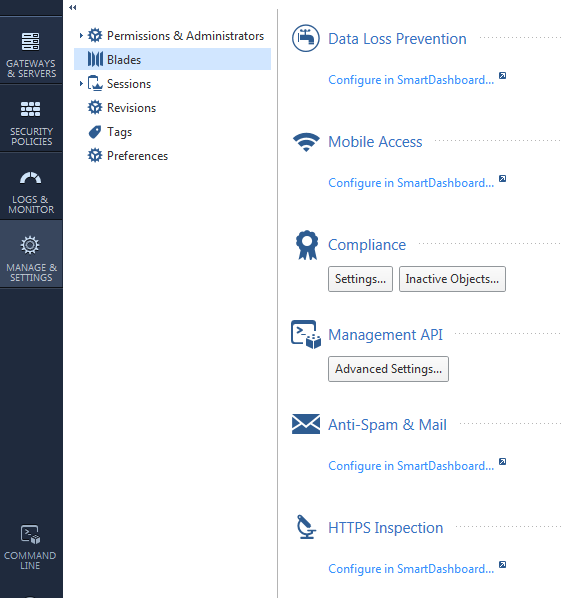 GATEWAYS
& SERVERS
SECURITY
POLICIES
LOGS &
MONITOR
MANAGE &
SETTINGS
COMMAND
LINE
Permissions & Administrators
Blades
Sessions
Revisions
Tags
Preferences
Data Loss Prevention
Configure in SmartDashboard...
Mobile Access
Configure in SmartDashboard...
Compliance
Settings... Inactive Objects...
Management API
Advanced Settings...
Anti-Spam & Mail
Configure in SmartDashboard...
HTTPS Inspection
Configure in SmartDashboard...